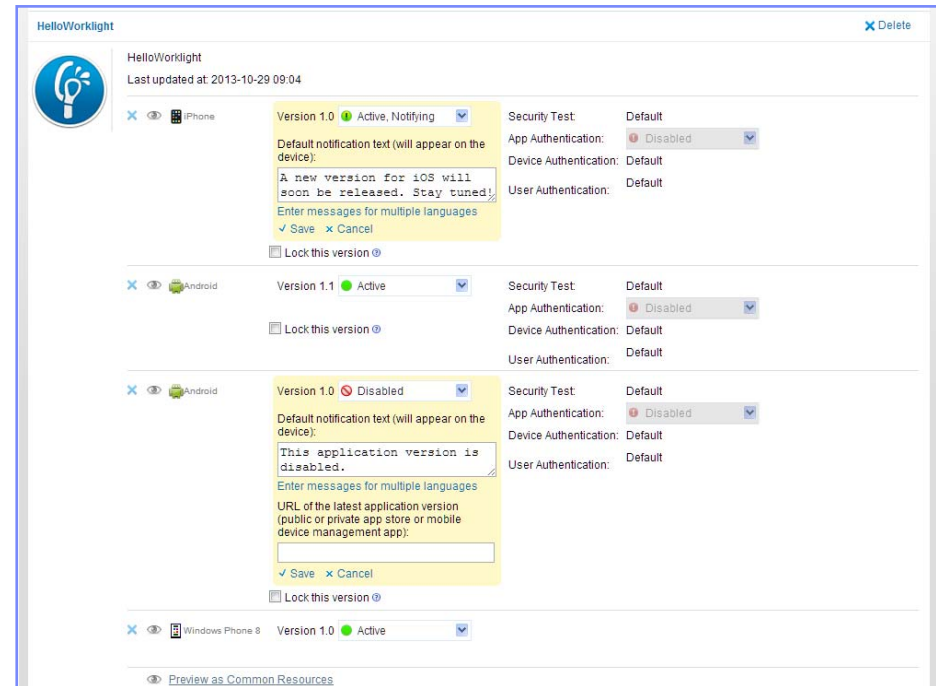 HelloWorklight
Delete
HelloWorklight
Last updated at: 2013-10-29 09:04
iPhone
Version 1.0 Active, Notifying
Default notification text (will appear on the
device):
A new version for iOS will
soon be released. Stay tuned!
Enter messages for multiple languages
Save Cancel
Lock this version
Security Test: Default
App Authentication: Disabled
Device Authentication: Default
User Authentication: Default
Android
Version 1.1 Active
Lock this version
Security Test: Default
App Authentication: Disabled
Device Authentication: Default
User Authentication: Default
Android
Version 1.0 Disabled
Default notification text (will appear on the
device):
This application version is
disabled.
Enter messages for multiple languages
URL of the latest application version
(public or private app store or mobile
device management app):
Save Cancel
Lock this version
Security Test: Default
App Authentication: Disabled
Device Authentication: Default
User Authentication: Default
Windows Phone 8
Version 1.0 Active
Preview as Common Resources